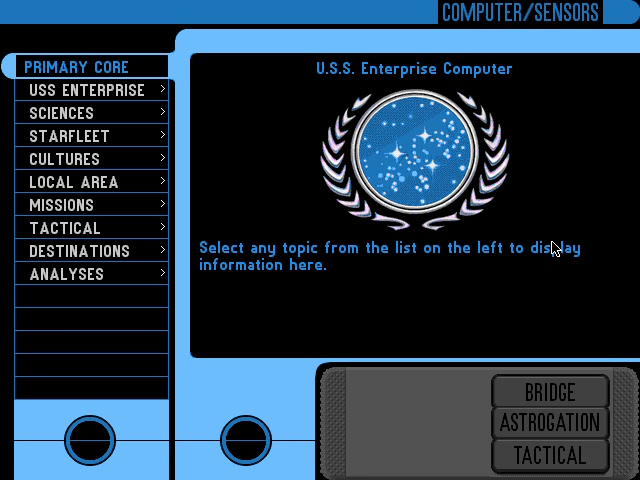 COMPUTER/SENSORS
PRIMARY CORE
USS ENTERPRISE
SCIENCES
STARFLEET
CULTURES
LOCAL AREA
MISSIONS
TACTICAL
DESTINATIONS
ANALYSES
U.S.S. Enterprise Computer
Select any topic from the list on the left to display
information here.
BRIDGE
ASTROGATION
TACTICAL